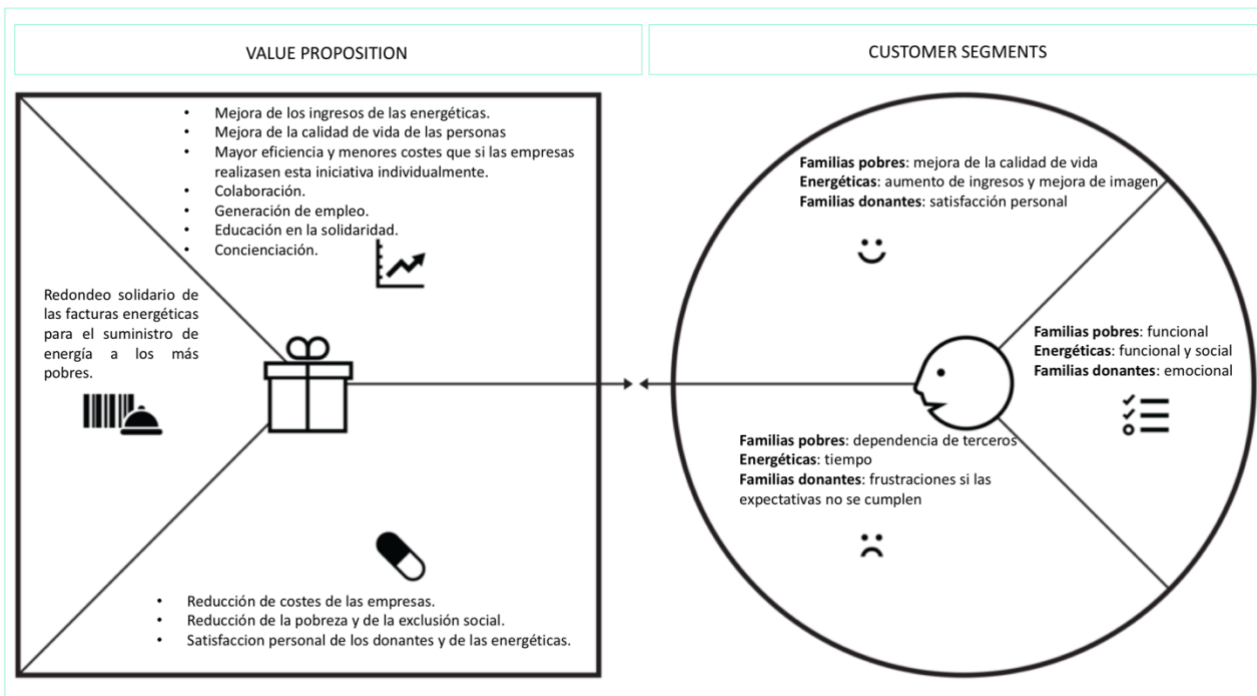 VALUE PROPOSITION
CUSTOMER SEGMENTS
• Mejora de los ingresos de las energéticas.
• Mejora de la calidad de vida de las personas
• Mayor eficiencia y menores costes que si las empresas
realizasen esta iniciativa individualmente.
• Colaboración.
• Generación de empleo.
• Educación en la solidaridad.
• Concienciación.
Redondeo solidario de
las facturas energéticas
para el suministro de
energía a los más
pobres.
• Reducción de costes de las empresas.
• Reducción de la pobreza y de la exclusión social.
• Satisfaccion personal de los donantes y de las energéticas.
Familias pobres: mejora de la calidad de vida
Energéticas: aumento de ingresos y mejora de imagen
Familias donantes: satisfacción personal
Familias pobres: funcional
Energéticas: funcional y social
Familias donantes: emocional
Familias pobres: dependencia de terceros
Energéticas: tiempo
Familias donantes: frustraciones si las
expectativas no se cumplen